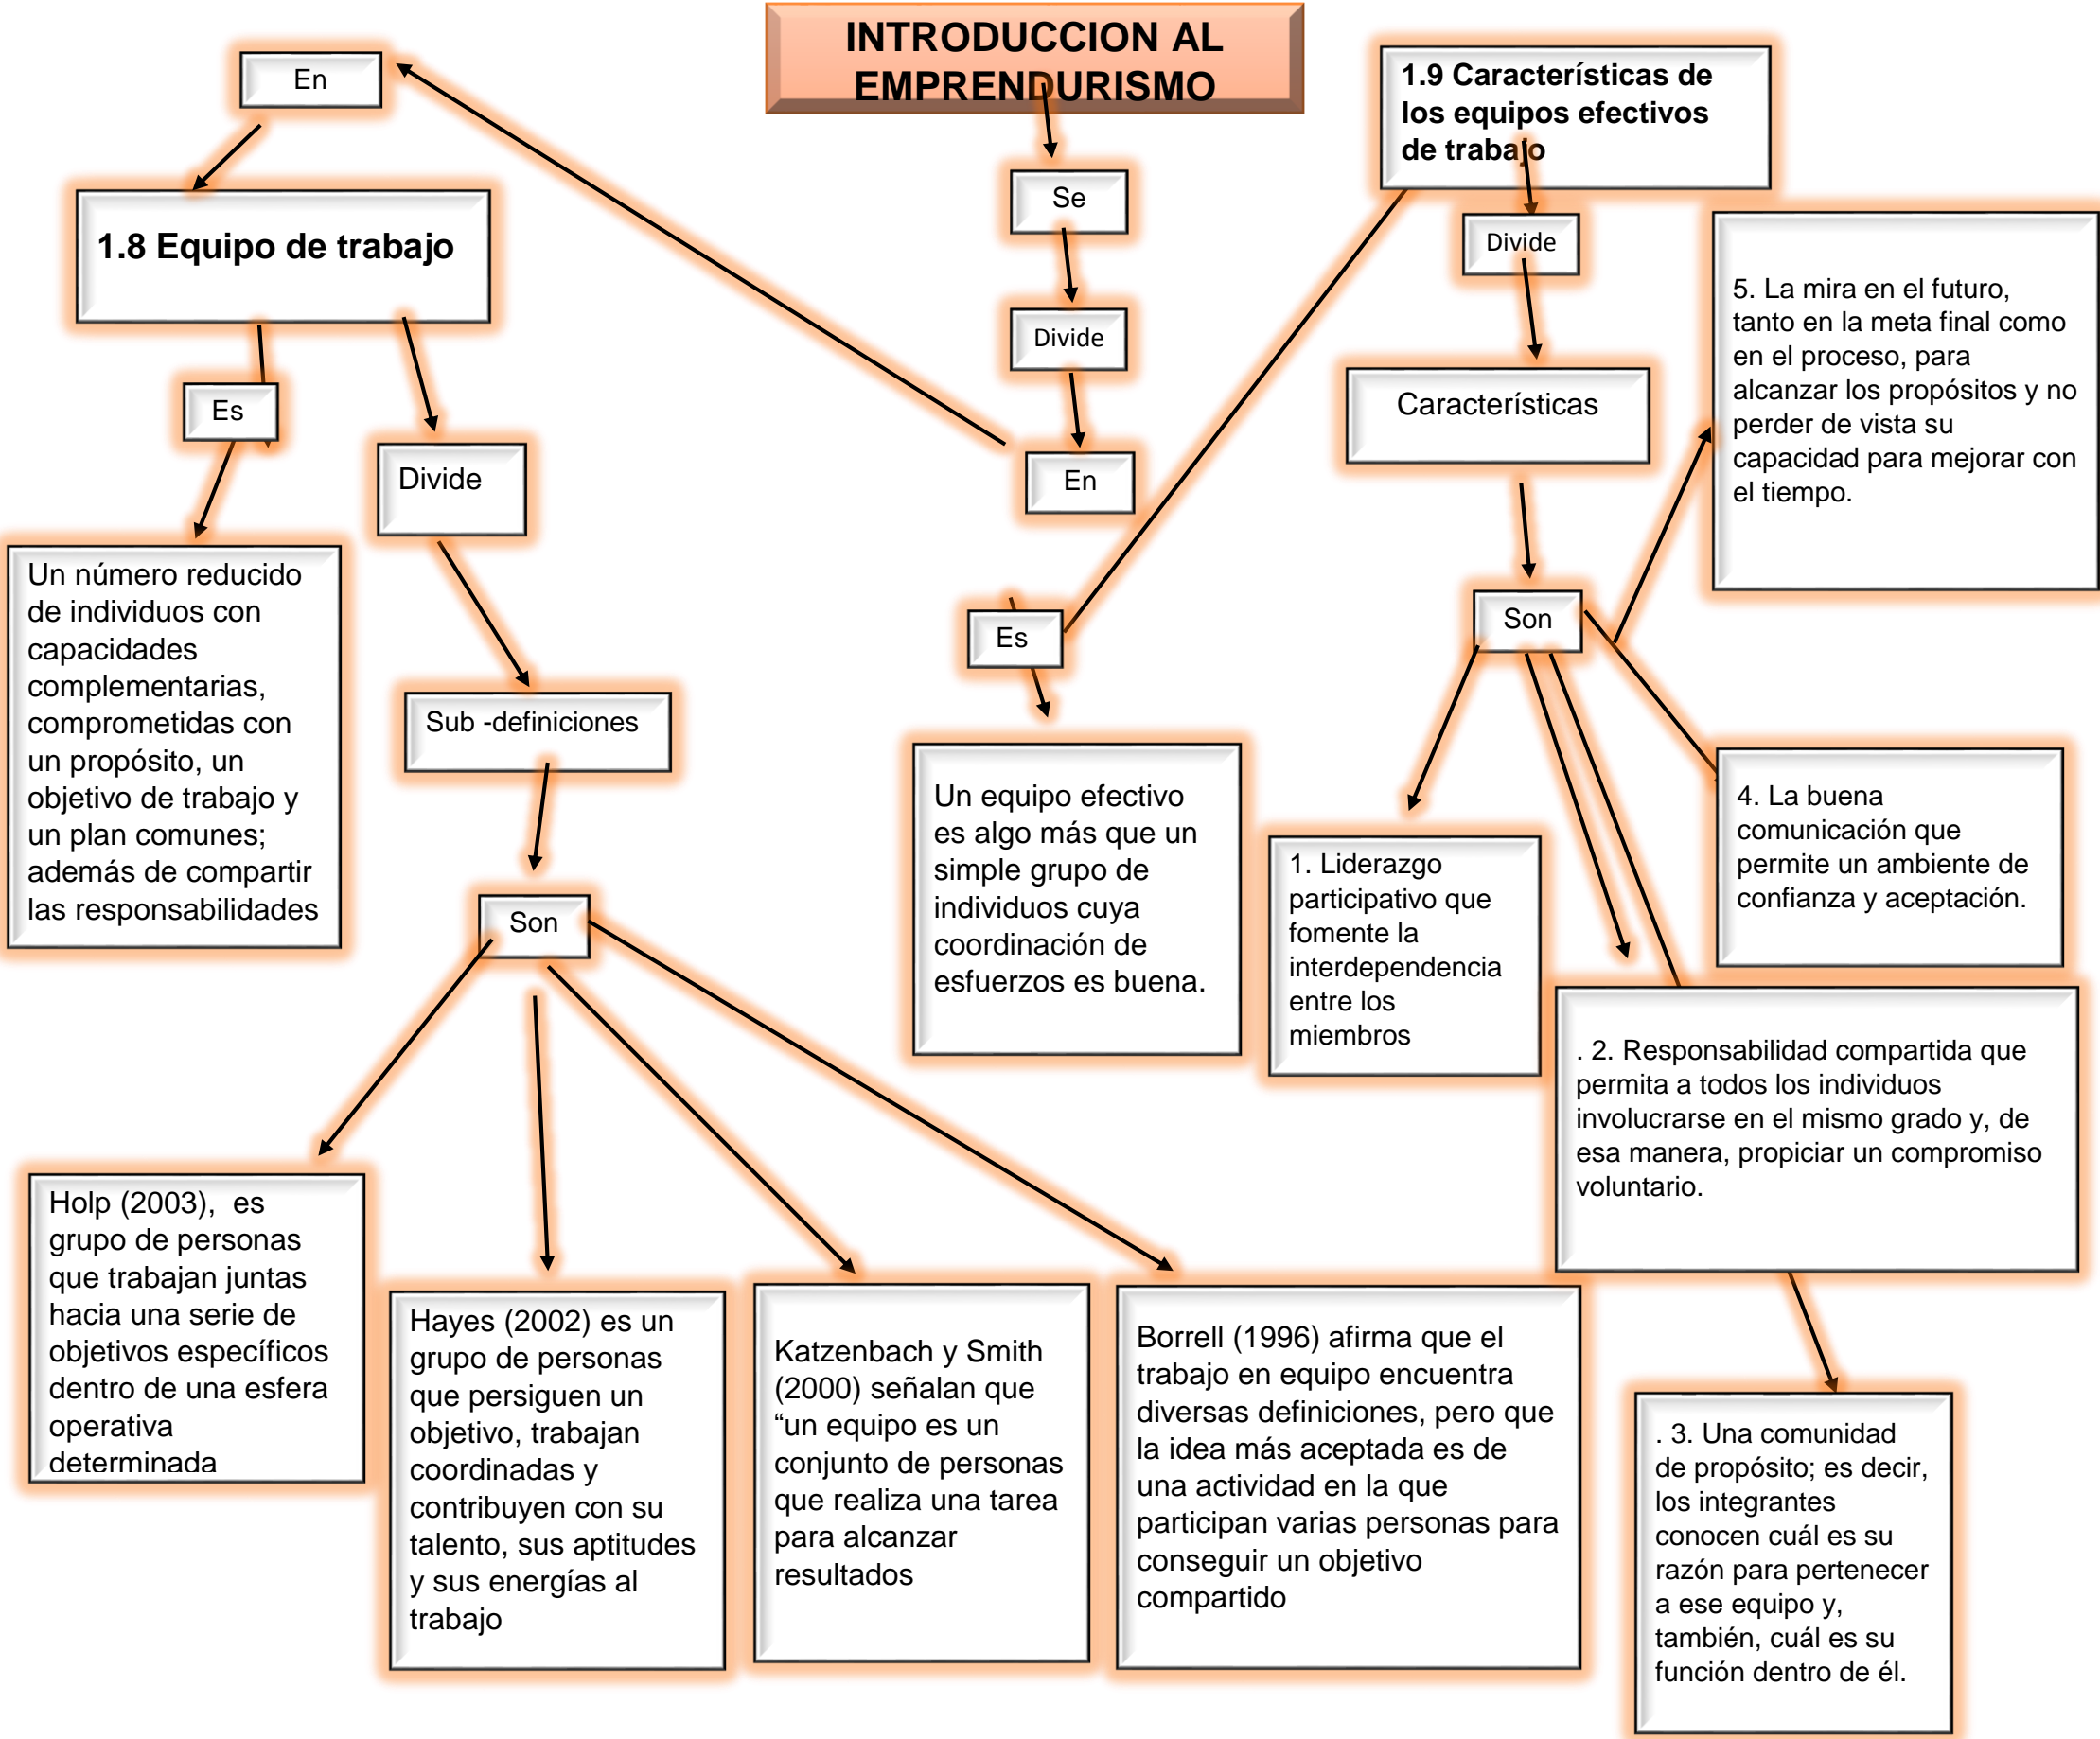 INTRODUCCION AL
EMPRENDURISMO
Se
Divide
En
En
1.8 Equipo de trabajo
Es
Un número reducido
de individuos con
capacidades
complementarias,
comprometidas con
un propósito, un
objetivo de trabajo y
un plan comunes;
además de compartir
las responsabilidades
Divide
Sub -definiciones
Son
Holp (2003),  es
grupo de personas
que trabajan juntas
hacia una serie de
objetivos específicos
dentro de una esfera
operativa
determinada
Hayes (2002) es un
grupo de personas
que persiguen un
objetivo, trabajan
coordinadas y
contribuyen con su
talento, sus aptitudes
y sus energías al
trabajo
Katzenbach y Smith
(2000) señalan que
“un equipo es un
conjunto de personas
que realiza una tarea
para alcanzar
resultados
Borrell (1996) afirma que el
trabajo en equipo encuentra
diversas definiciones, pero que
la idea más aceptada es de
una actividad en la que
participan varias personas para
conseguir un objetivo
compartido
1.9 Características de
los equipos efectivos
de trabajo
Es
Un equipo efectivo
es algo más que un
simple grupo de
individuos cuya
coordinación de
esfuerzos es buena.
Divide
Características
Son
1. Liderazgo
participativo que
fomente la
interdependencia
entre los
miembros
. 2. Responsabilidad compartida que
permita a todos los individuos
involucrarse en el mismo grado y, de
esa manera, propiciar un compromiso
voluntario.
. 3. Una comunidad
de propósito; es decir,
los integrantes
conocen cuál es su
razón para pertenecer
a ese equipo y,
también, cuál es su
función dentro de él.
4. La buena
comunicación que
permite un ambiente de
confianza y aceptación.
5. La mira en el futuro,
tanto en la meta final como
en el proceso, para
alcanzar los propósitos y no
perder de vista su
capacidad para mejorar con
el tiempo.